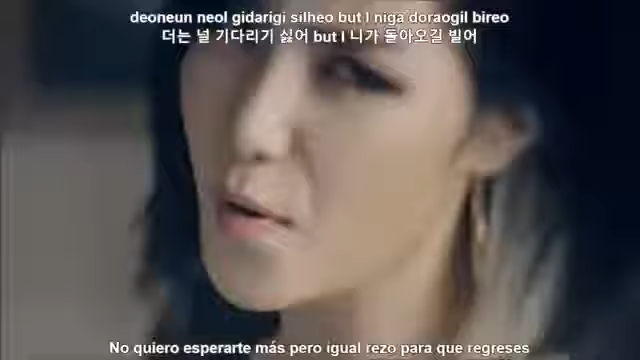 deoneun neol gidarigi silheo but I niga doraogil bireo
더는 널 기다리기 싫어 but I 니가 돌아오길 빌어
No quiero esperarte más pero igual rezo para que regreses